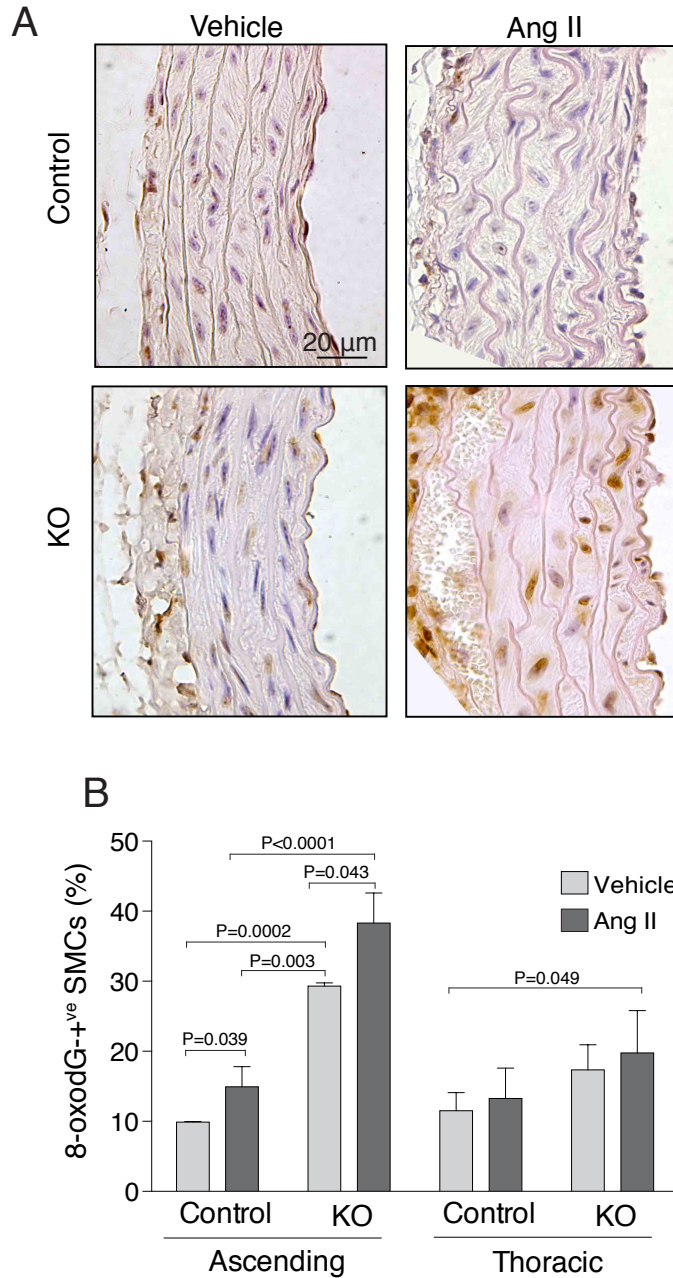 A
Vehicle
Ang II
Control
20 µm
KO
B
8-oxodG-+ve SMCs (%)
50
40
30
20
10
0
P<0.0001
P=0.043
P=0.0002
P=0.003
P=0.039
P=0.049
Vehicle
Ang II
Control
KO
Control
KO
Ascending
Thoracic